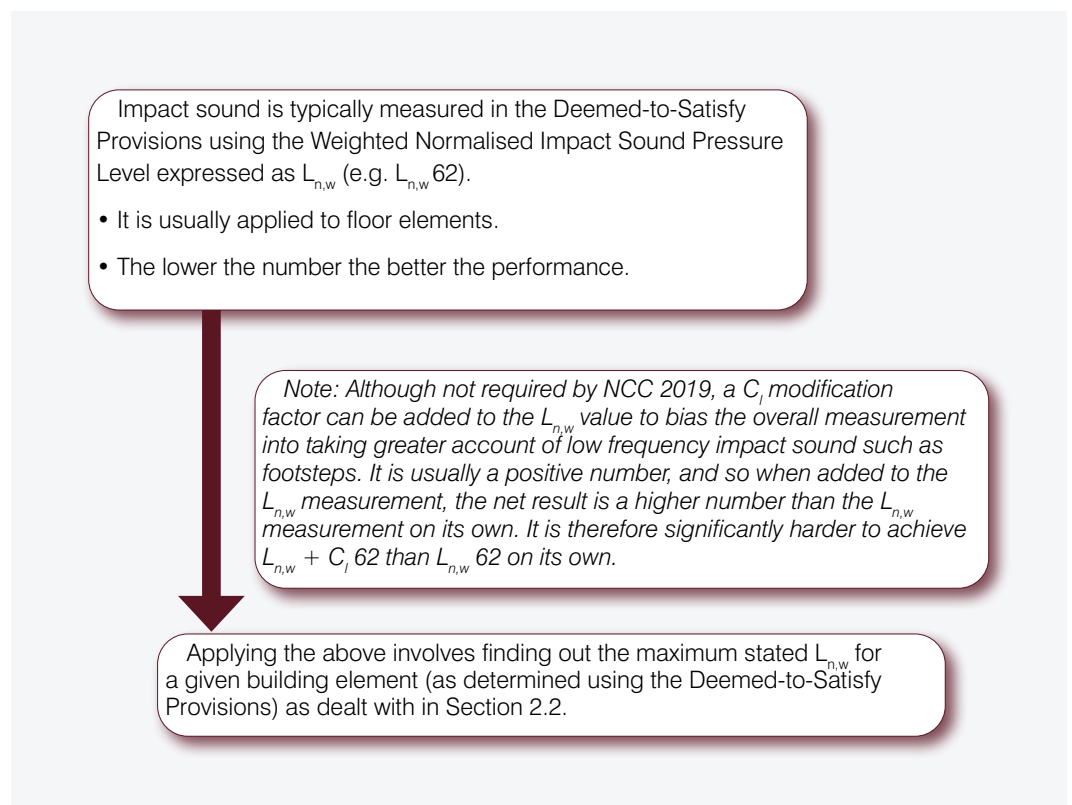 Impact sound is typically measured in the Deemed-to-Satisfy
Provisions using the Weighted Normalised Impact Sound Pressure
Level expressed as Ln,w (e.g. Ln,w 62).
• It is usually applied to floor elements.
• The lower the number the better the performance.
Note: Although not required by NCC 2019, a CI modification
factor can be added to the Ln,w value to bias the overall measurement
into taking greater account of low frequency impact sound such as
footsteps. It is usually a positive number, and so when added to the
Ln,w measurement, the net result is a higher number than the Ln,w
measurement on its own. It is therefore significantly harder to achieve
Ln,w + CI 62 than Ln,w 62 on its own.
Applying the above involves finding out the maximum stated Ln,w for
a given building element (as determined using the Deemed-to-Satisfy
Provisions) as dealt with in Section 2.2.